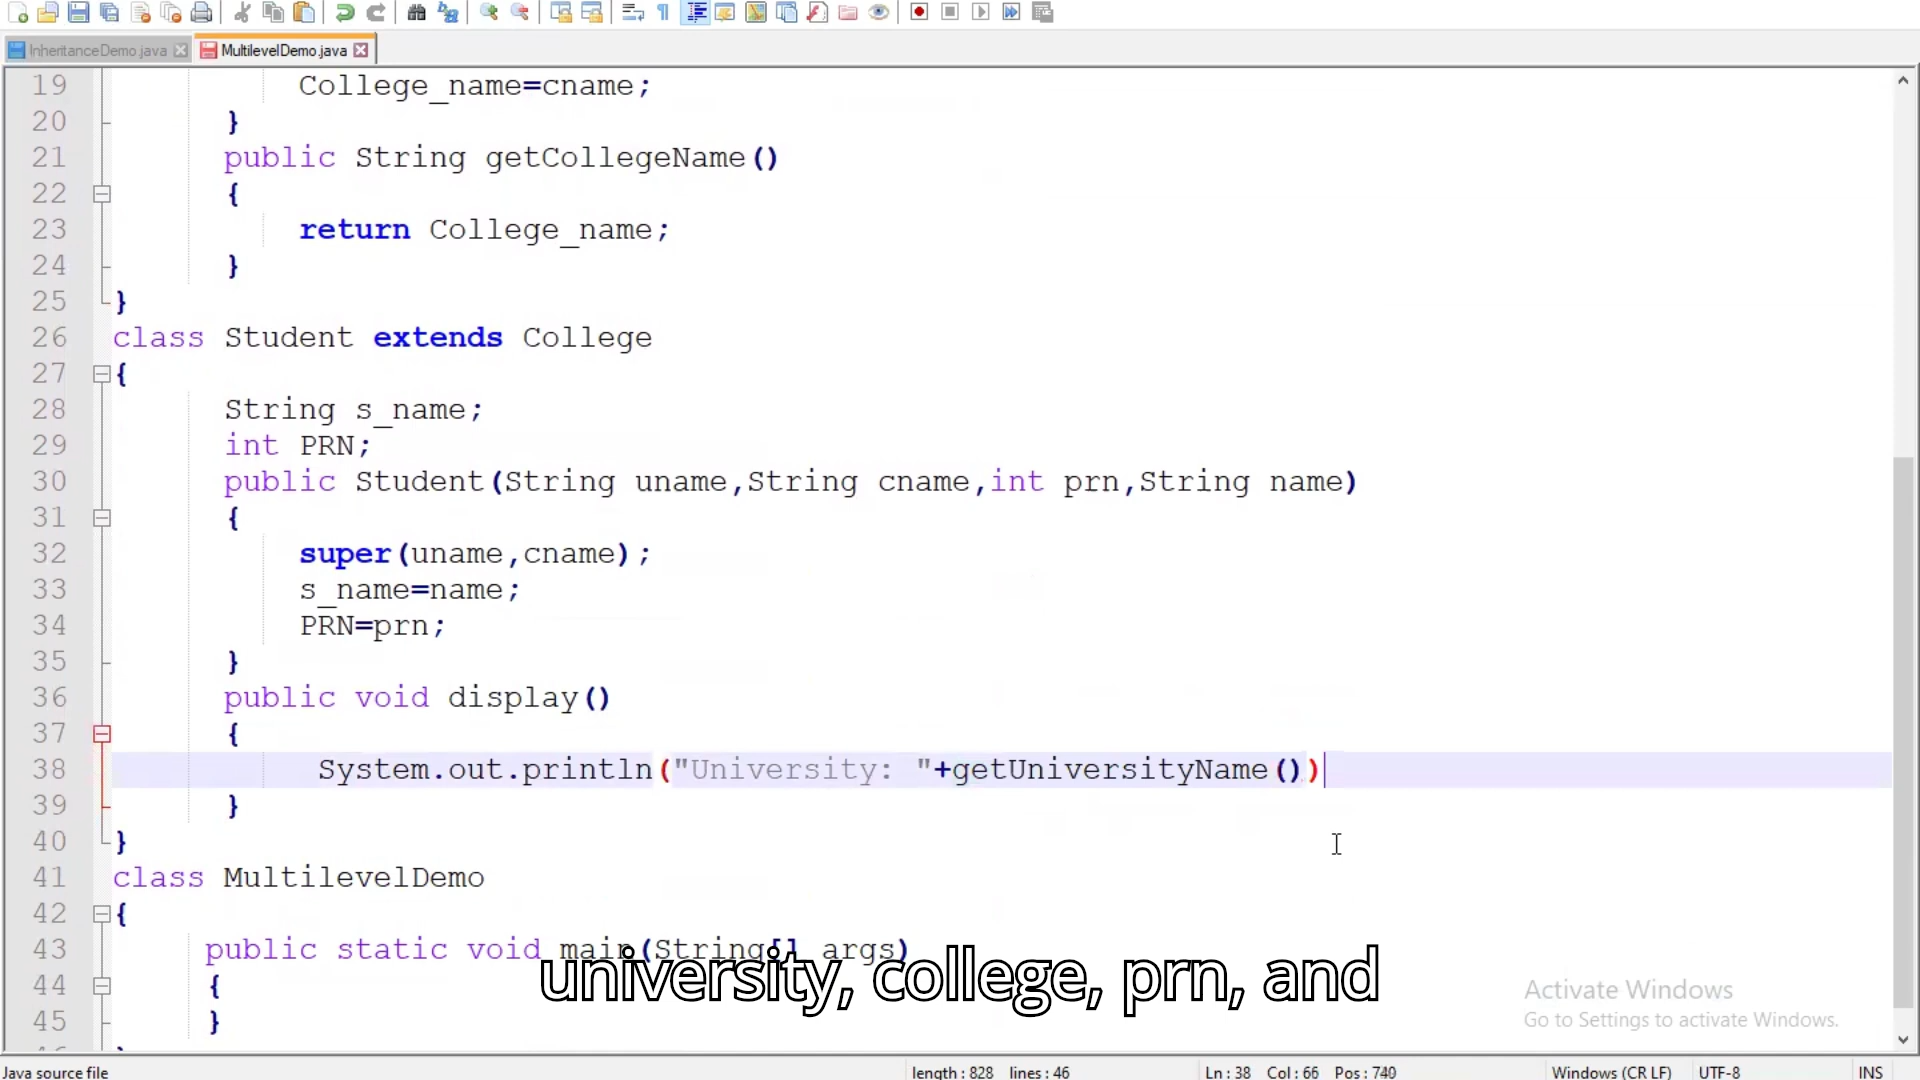 InheritanceDemo.java
MultilevelDemo.java
19 College_name=cname;
20 }
21 public String getCollegeName()
22 {
23 return College_name;
24 }
25 }
26 class Student extends College
27 {
28 String s_name;
29 int PRN;
30 public Student(String uname,String cname,int prn,String name)
31 {
32 super(uname,cname);
33 s_name=name;
34 PRN=prn;
35 }
36 public void display()
37 {
38 System.out.println("University: "+getUniversityName())
39 }
40 }
41 class MultilevelDemo
42 {
43 public static void main(String[] args)
44 {
45 }
university, college, prn, and
Activate Windows
Go to Settings to activate Windows.
Java source file length : 828 lines : 46 Ln : 38 Col : 66 Pos : 740 Windows (CR LF) UTF-8 INS